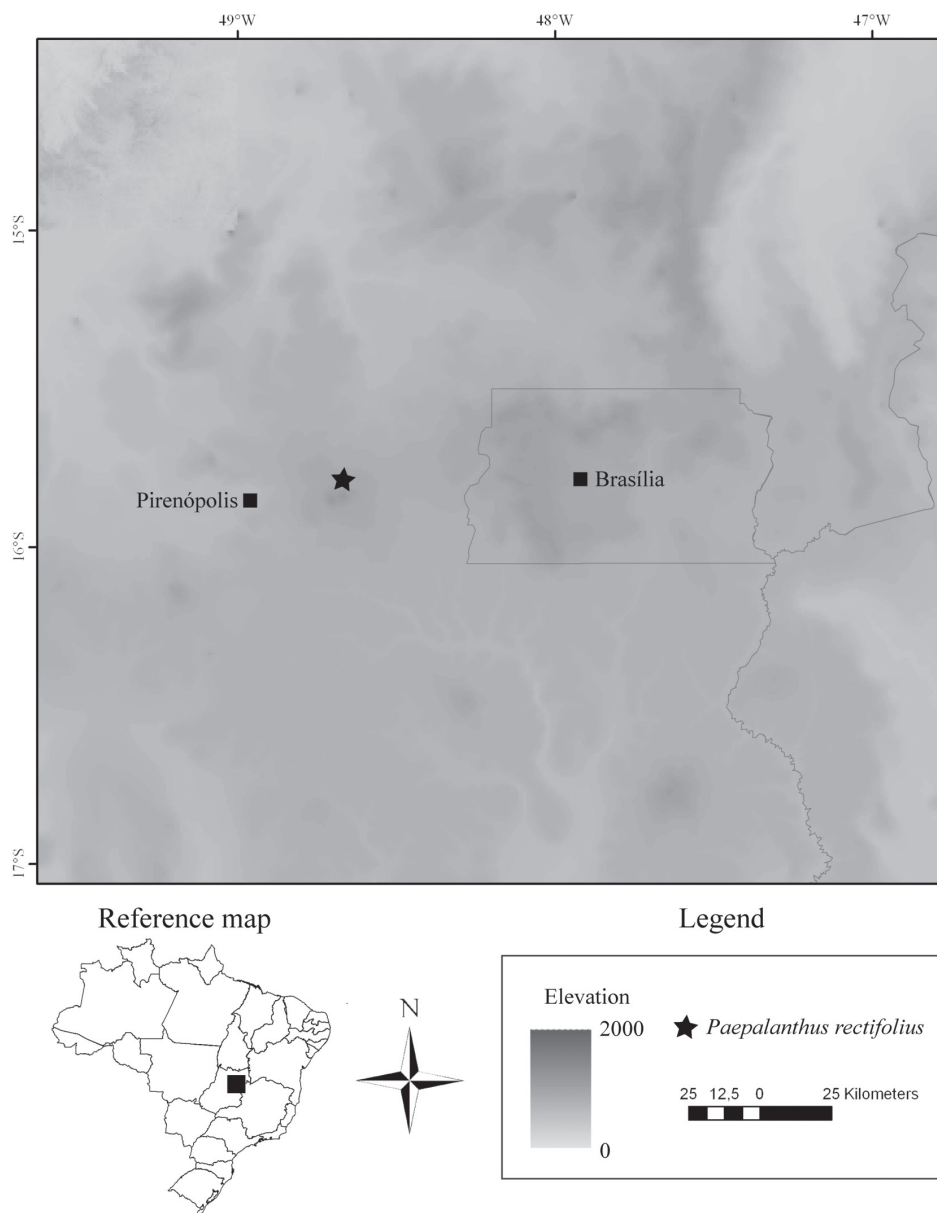 49°W 48°W 47°W
15°S
Pirenópolis
Brasília
16°S
17°S
Reference map
Legend
N
Elevation
2000
0
Paepalanthus rectifolius
25 12,5 0 25 Kilometers